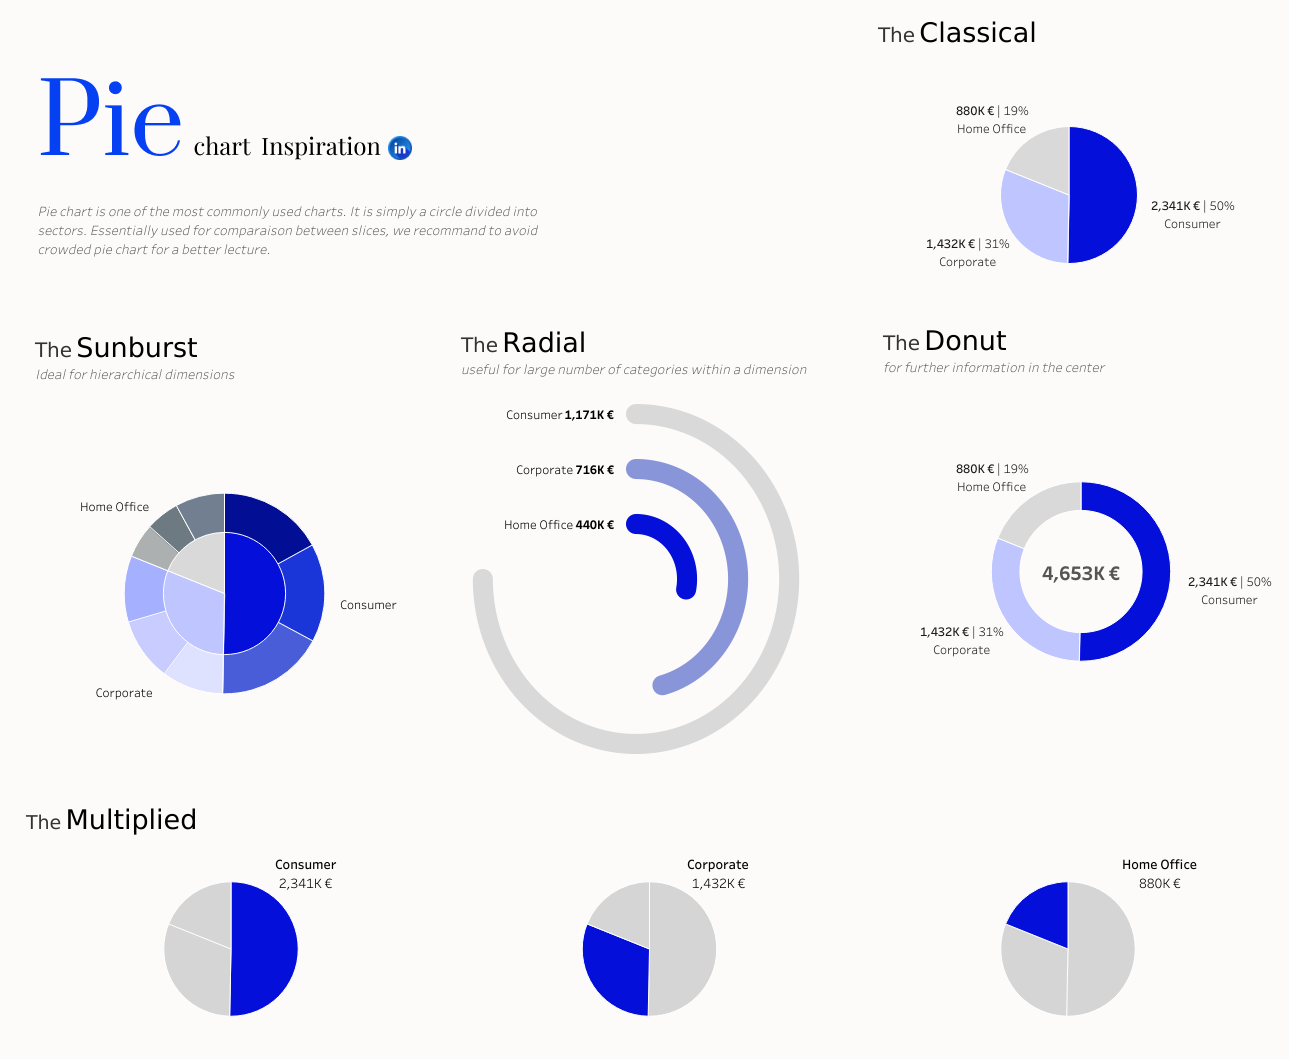 Pie chart Inspiration in
Pie chart is one of the most commonly used charts. It is simply a circle divided into
sectors. Essentially used for comparaison between slices, we recommand to avoid
crowded pie chart for a better lecture.
The Classical
880K € | 19%
Home Office
2,341K € | 50%
Consumer
1,432K € | 31%
Corporate
The Sunburst
Ideal for hierarchical dimensions
Home Office
Consumer
Corporate
The Radial
useful for large number of categories within a dimension
Consumer 1,171K €
Corporate 716K €
Home Office 440K €
The Donut
for further information in the center
880K € | 19%
Home Office
4,653K €
2,341K € | 50%
Consumer
1,432K € | 31%
Corporate
The Multiplied
Consumer
2,341K €
Corporate
1,432K €
Home Office
880K €